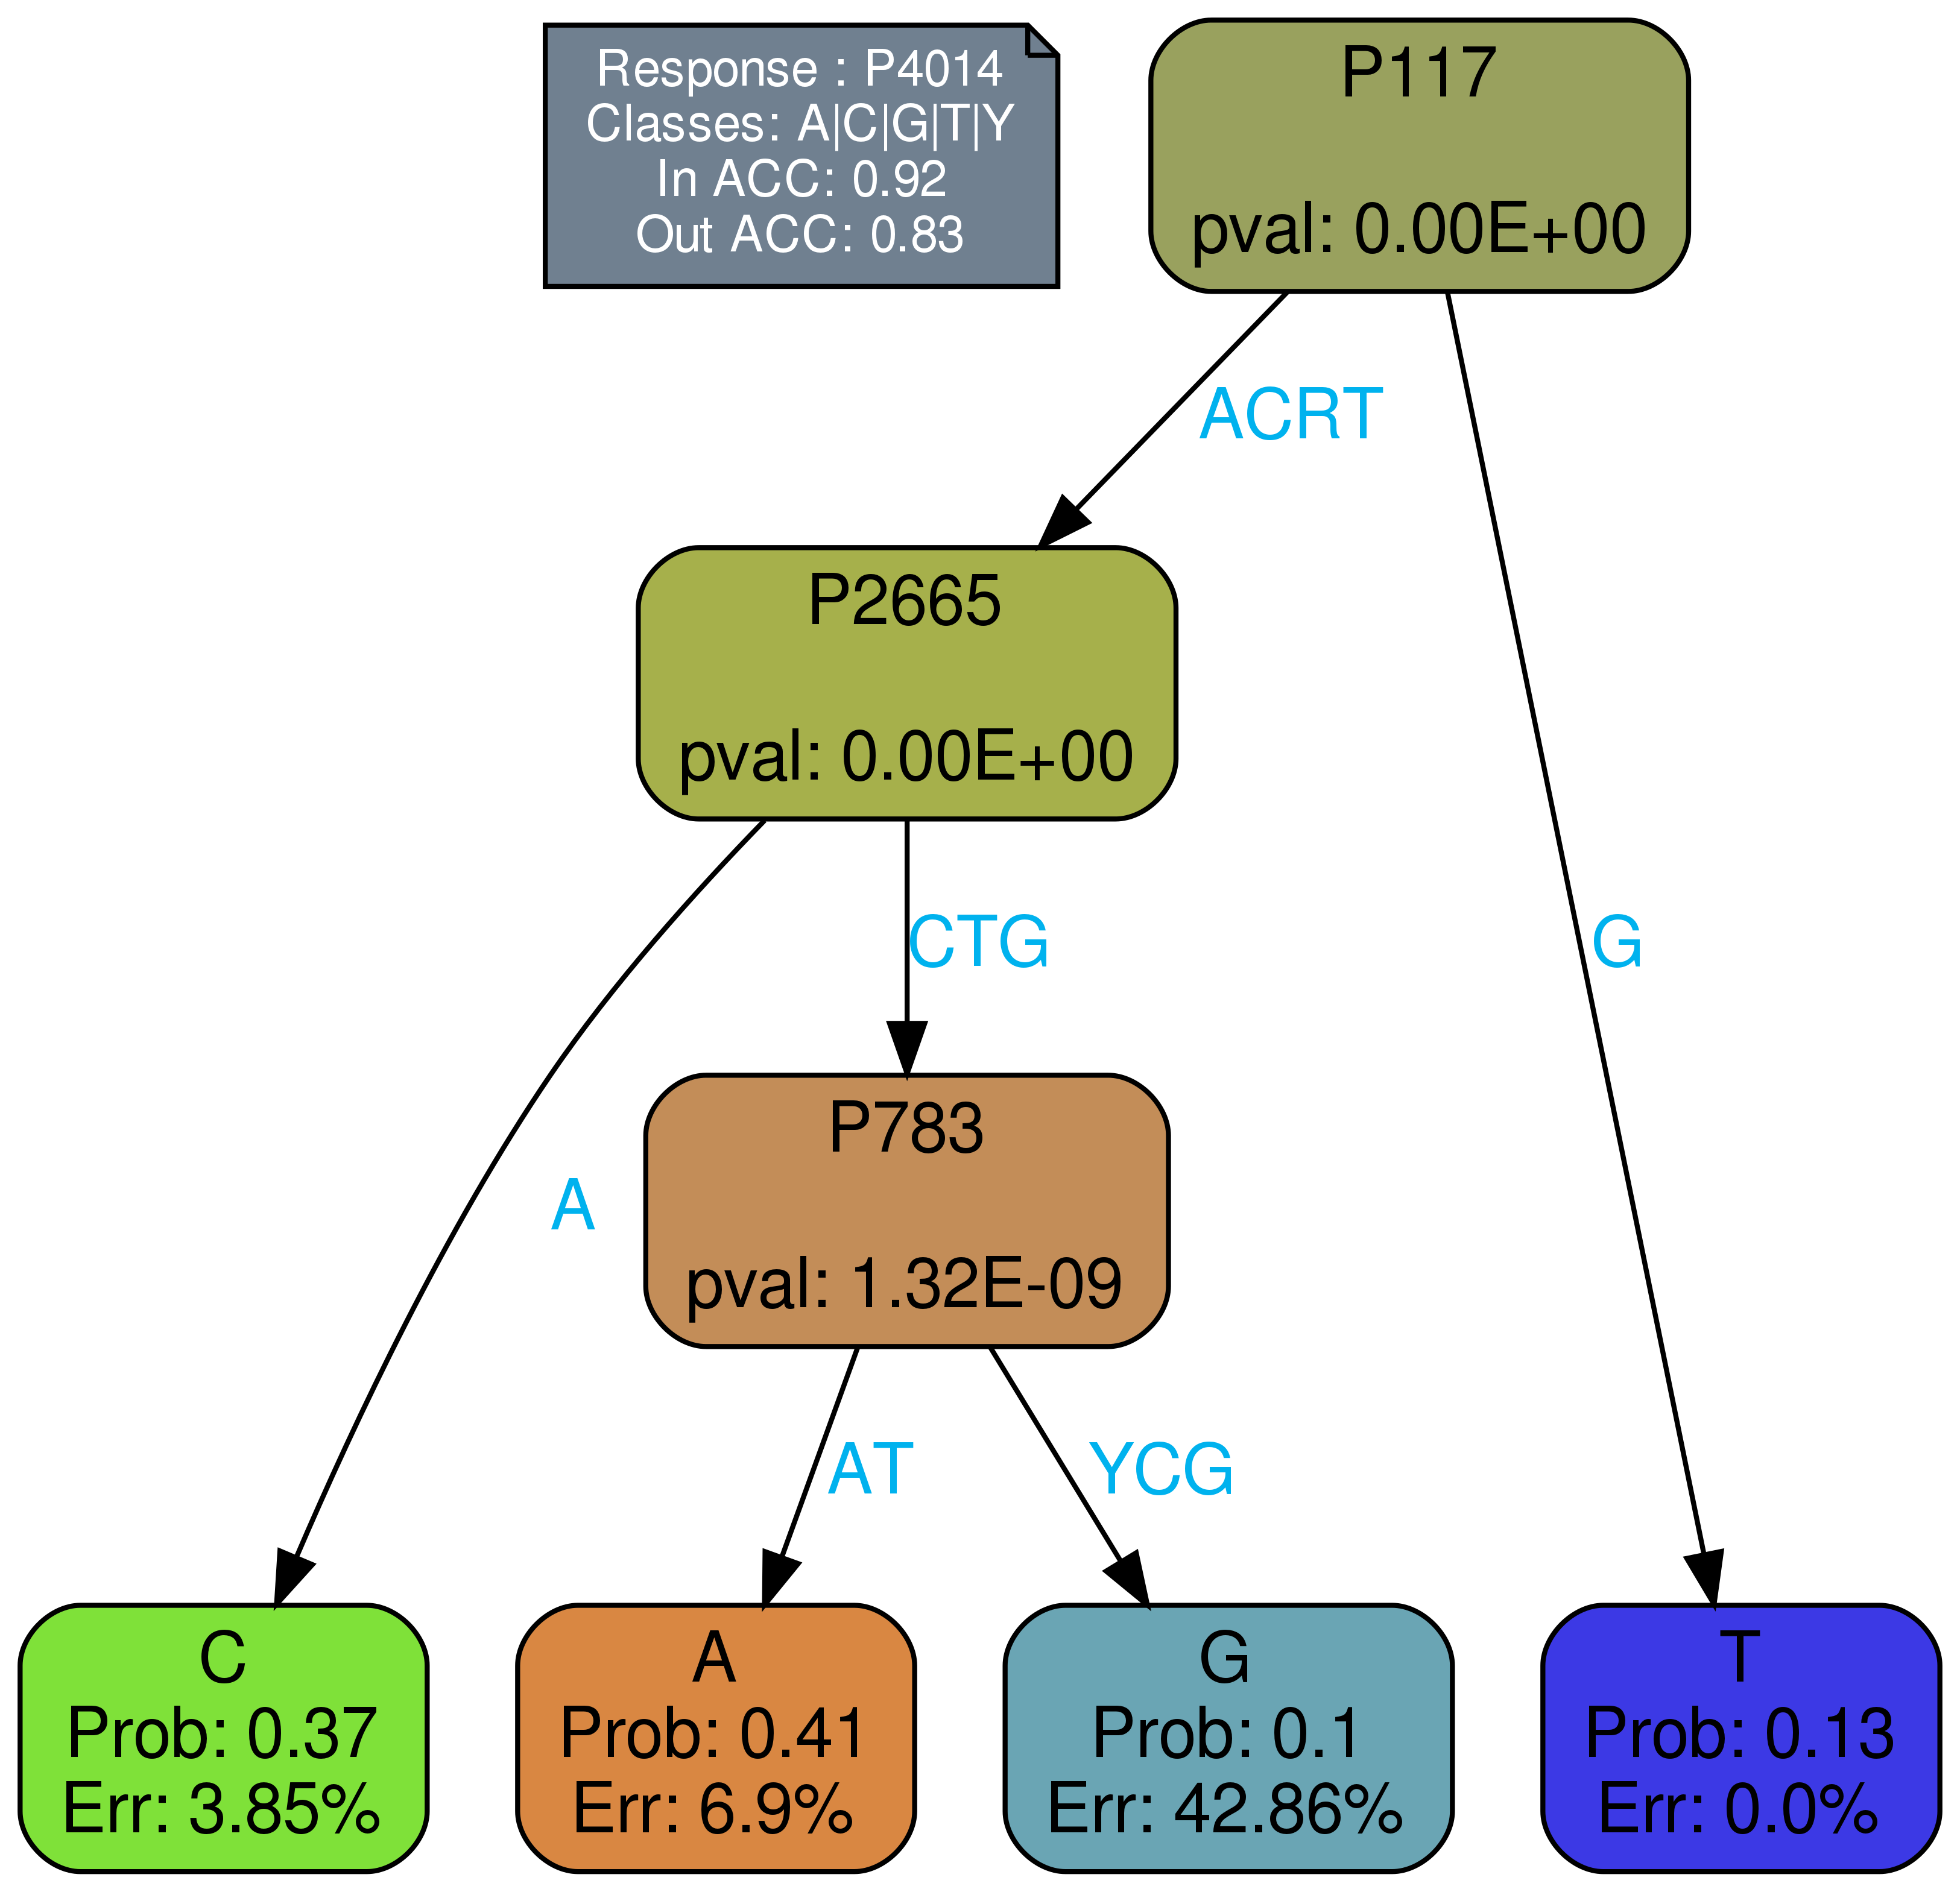 Response : P4014
Classes: A|C|G|T|Y
In ACC: 0.92
Out ACC: 0.83
P117
pval: 0.00E+00
ACRT
P2665
pval: 0.00E+00
CTG
G
P783
pval: 1.32E-09
A
AT
YCG
C
Prob: 0.37
Err: 3.85%
A
Prob: 0.41
Err: 6.9%
G
Prob: 0.1
Err: 42.86%
T
Prob: 0.13
Err: 0.0%